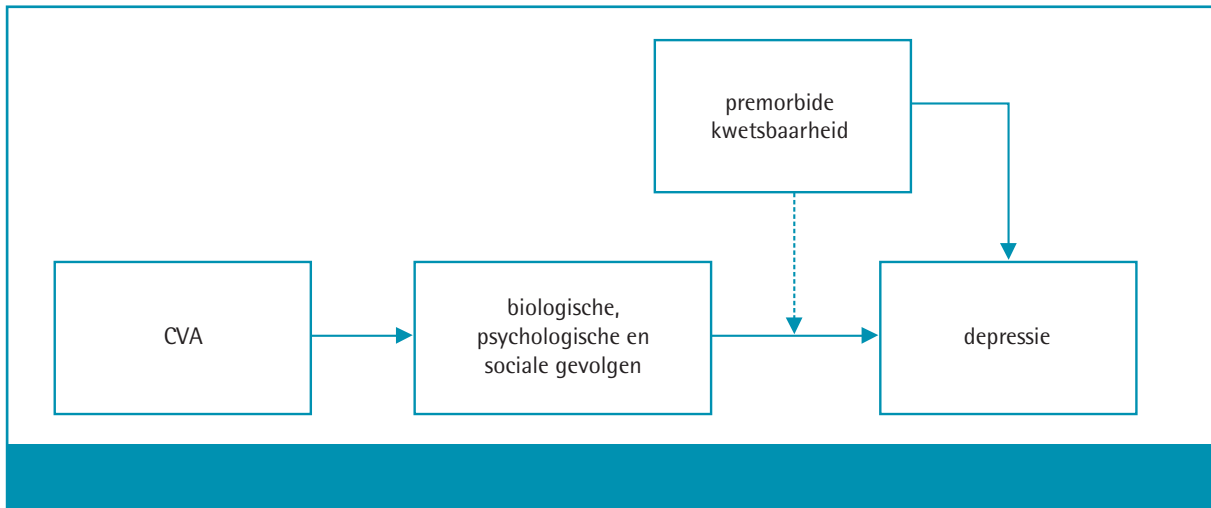 premorbide
kwetsbaarheid
CVA
biologische,
psychologische en
sociale gevolgen
depressie